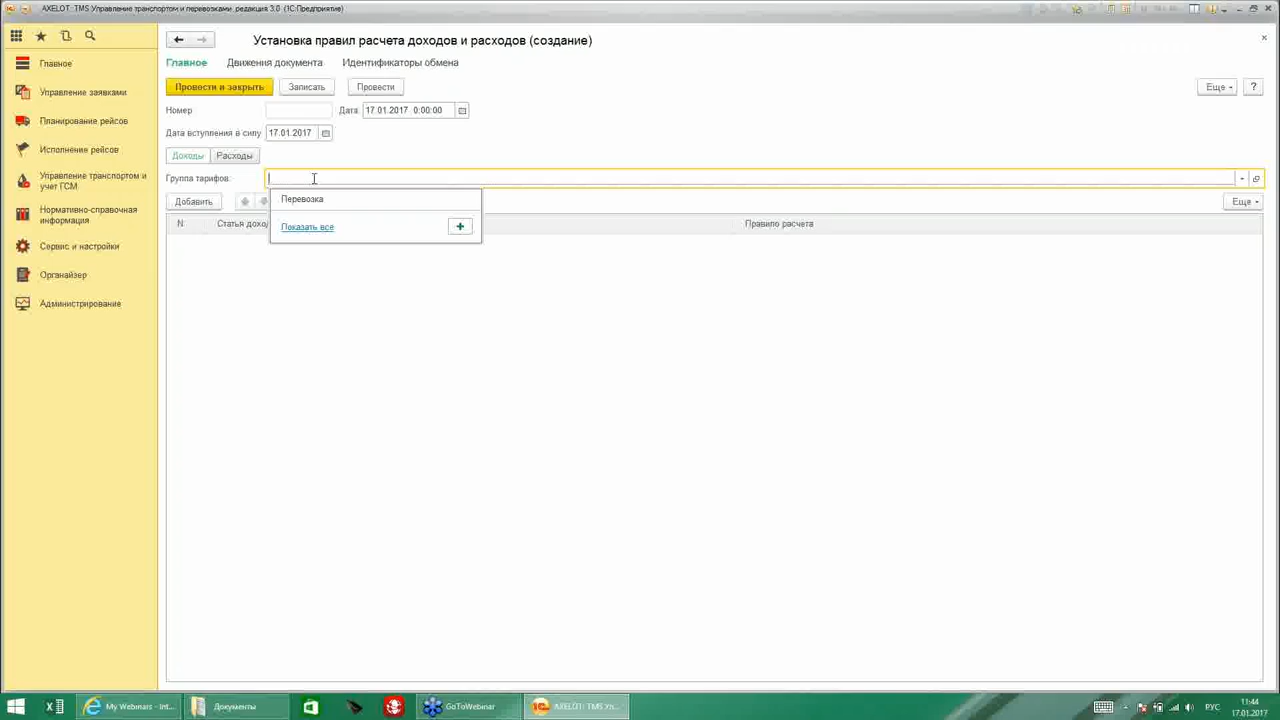 AXELOT: TMS Управление транспортом и перевозками, редакция 3.0 (1С:Предприятие)
Установка правил расчета доходов и расходов (создание)
Главное
Движения документа
Идентификаторы обмена
Провести и закрыть
Записать
Провести
Еще
?
Номер
Дата
17.01.2017 0:00:00
Дата вступления в силу
17.01.2017
Доходы
Расходы
Группа тарифов:
Перевозка
Показать все
Добавить
Еще
N
Статья дохо
Правило расчета
Главное
Управление заявками
Планирование рейсов
Исполнение рейсов
Управление транспортом и
учет ГСМ
Нормативно-справочная
информация
Сервис и настройки
Органайзер
Администрирование
My Webinars - Int...
Документы
GoToWebinar
AXELOT: TMS Уп...
РУС
11:44
17.01.2017